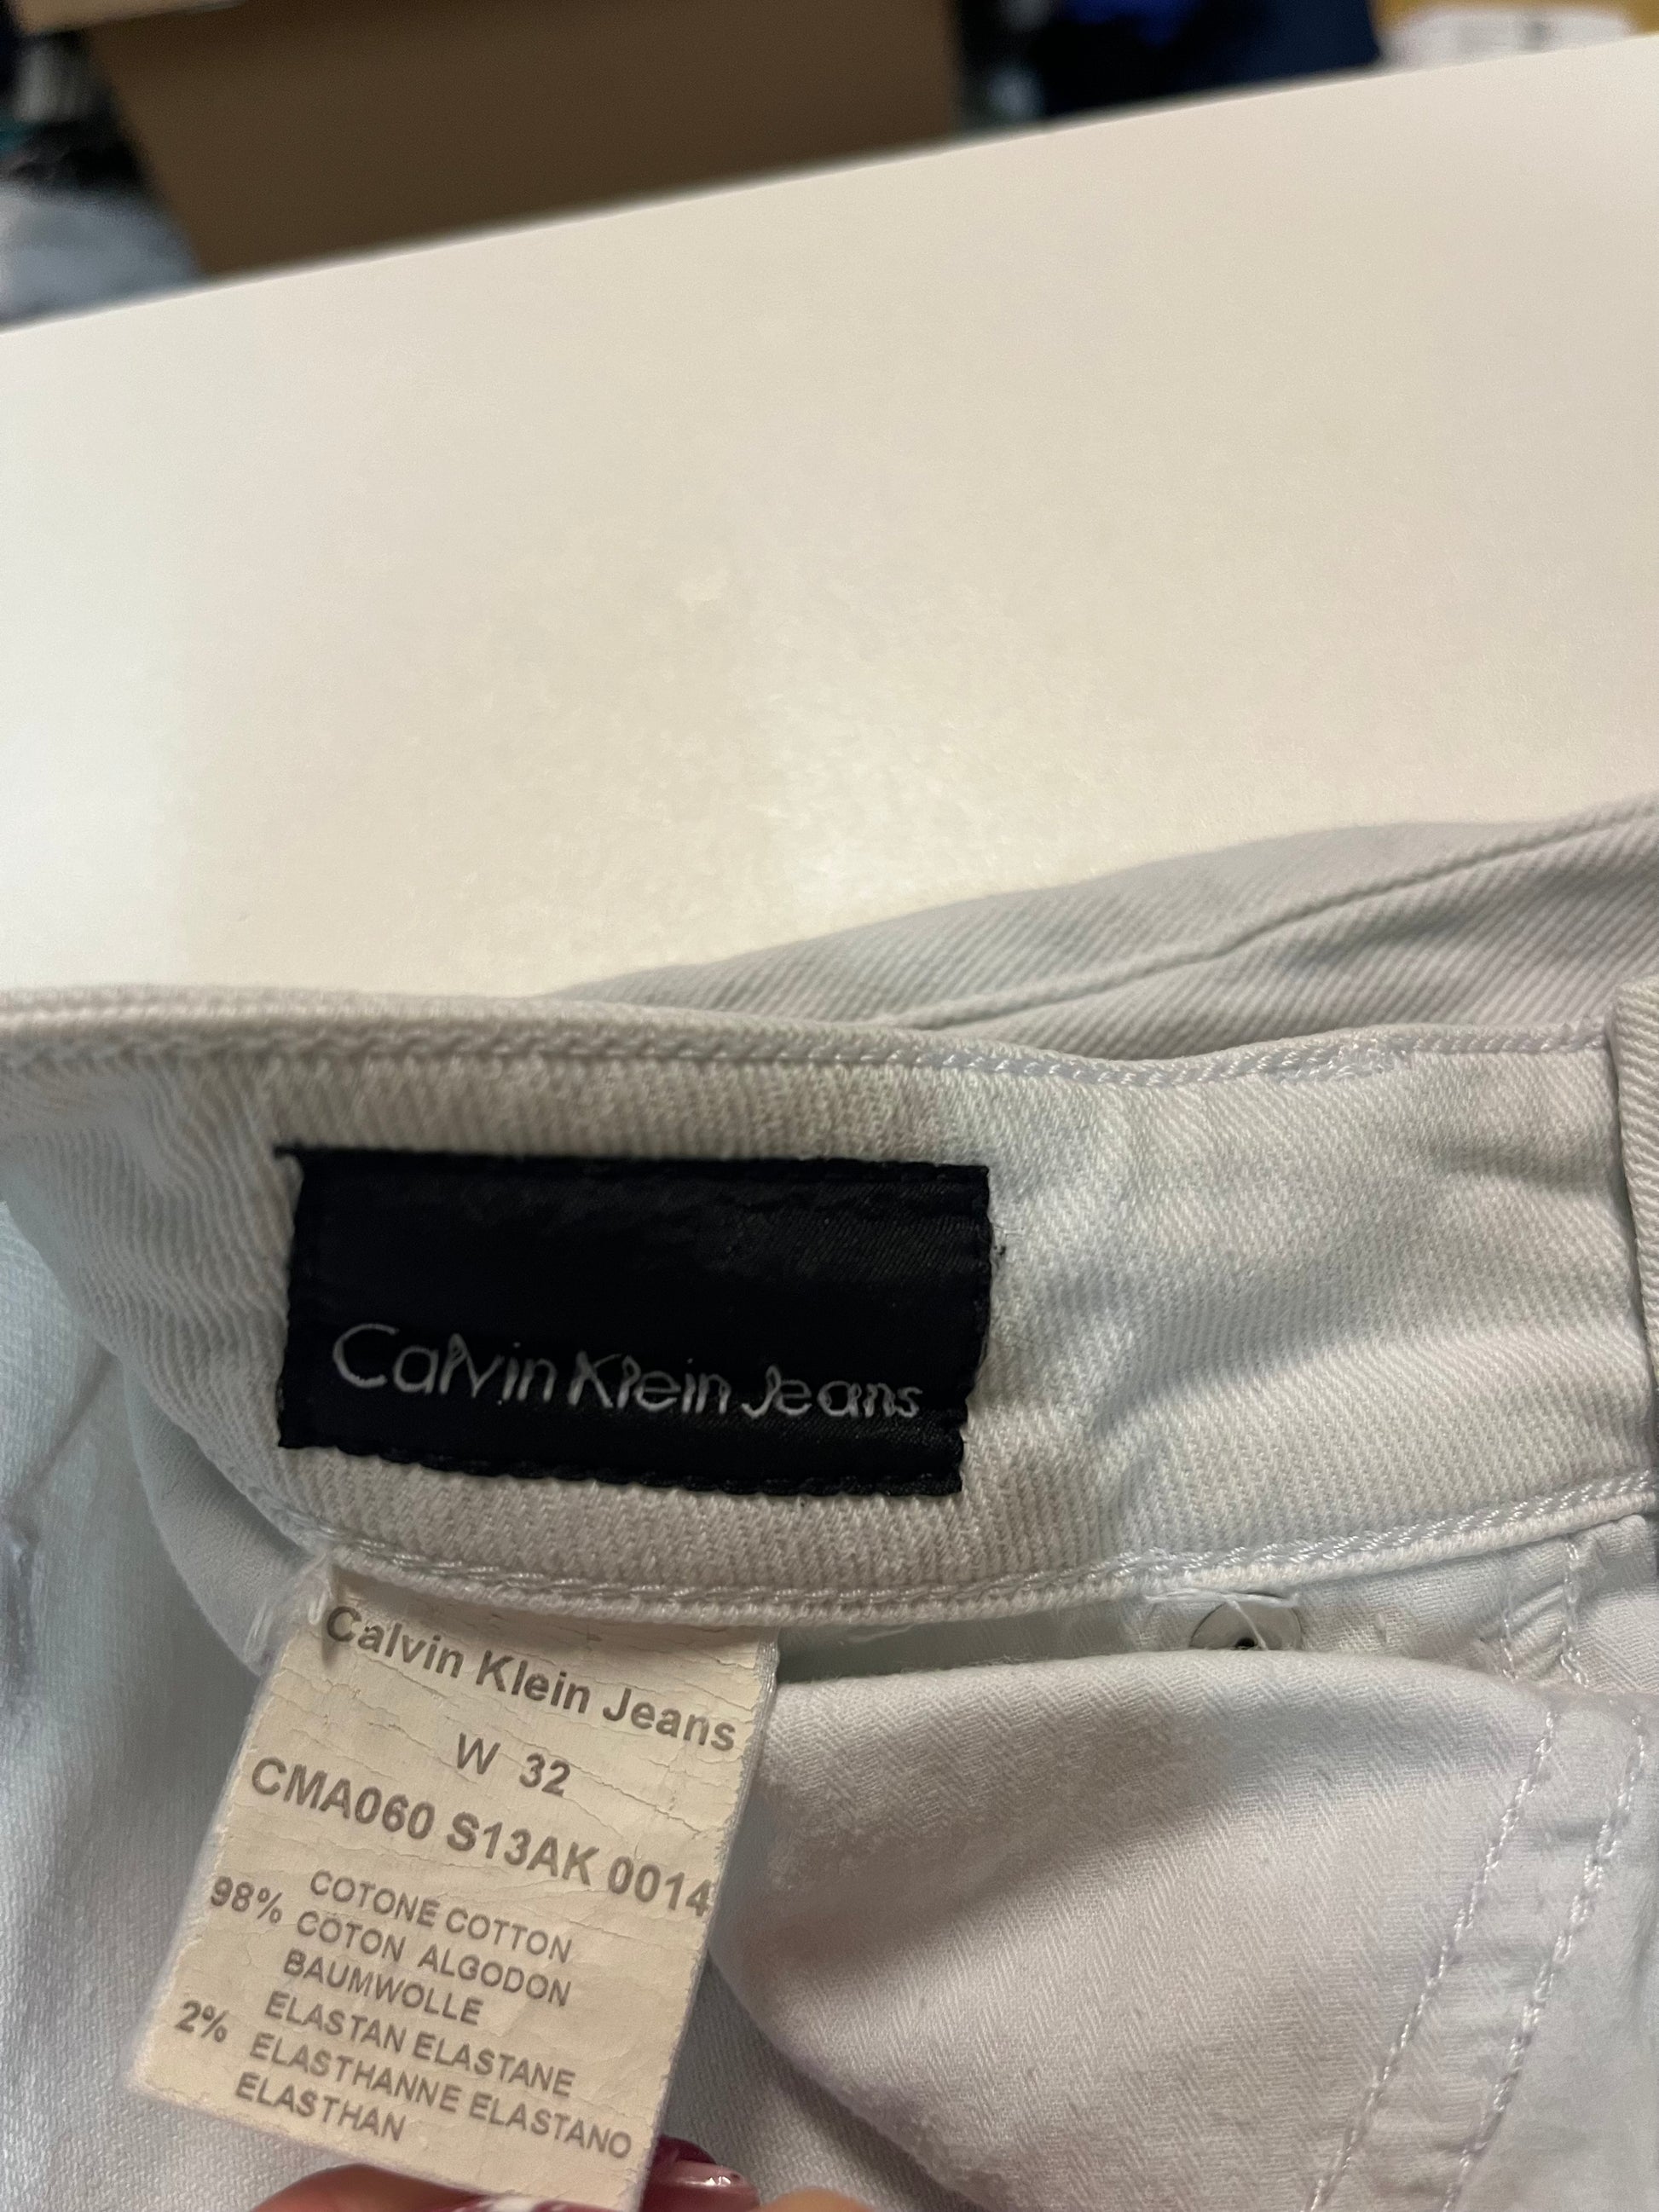 Calvin Klein Jeans
Calvin Klein Jeans
W 32
CMA060 S13AK 0014
98% COTONE COTTON
COTON ALGODON
BAUMWOLLE
2% ELASTAN ELASTANE
ELASTHANNE ELASTANO
ELASTHAN